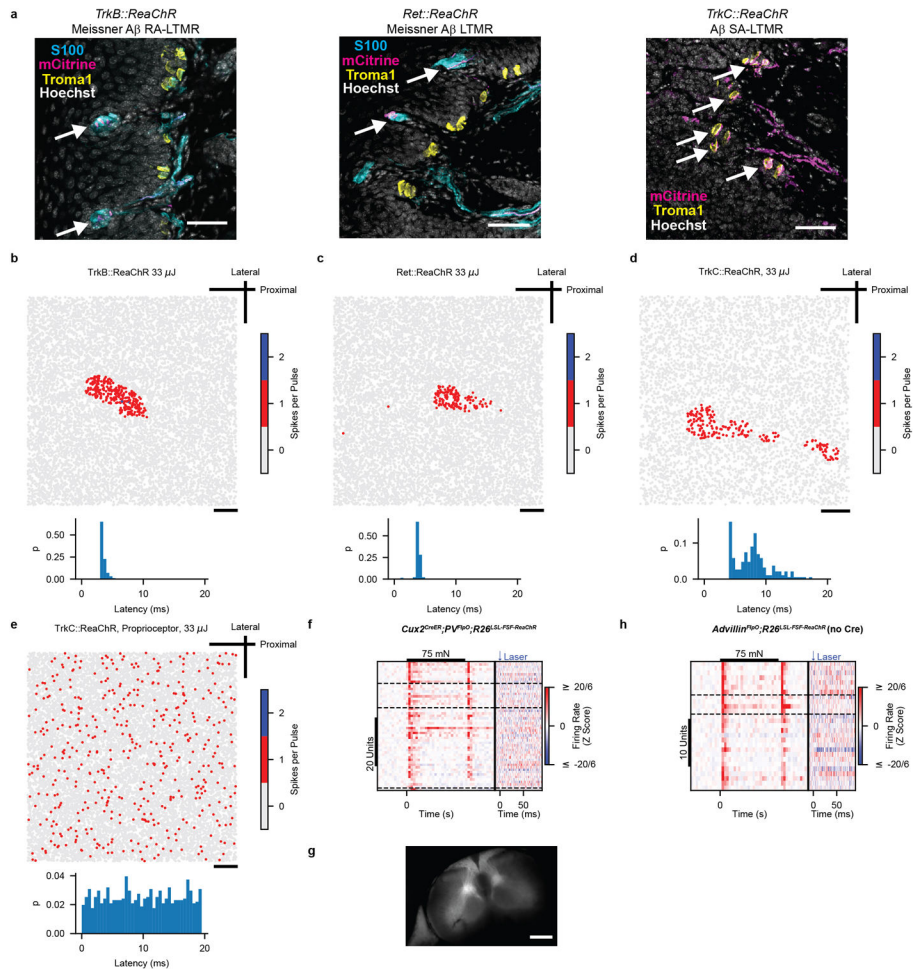 a
TrkB::ReaChR
Meissner Aβ RA-LTMR
Ret::ReaChR
Meissner Aβ LTMR
TrkC::ReaChR
Aβ SA-LTMR
S100
mCitrine
Troma1
Hoechst
S100
mCitrine
Troma1
Hoechst
mCitrine
Troma1
Hoechst
b
TrkB::ReaChR 33 μJ
Lateral
Proximal
2
1
0
Spikes per Pulse
0.50
0.25
0.00
p
0
10
20
Latency (ms)
c
Ret::ReaChR 33 μJ
Lateral
Proximal
2
1
0
Spikes per Pulse
0.50
0.25
0.00
p
0
10
20
Latency (ms)
d
TrkC::ReaChR, 33 μJ
Lateral
Proximal
2
1
0
Spikes per Pulse
0.1
0.0
p
0
10
20
Latency (ms)
e
TrkC::ReaChR, Proprioceptor, 33 μJ
Lateral
Proximal
2
1
0
Spikes per Pulse
0.04
0.02
0.00
p
0
10
20
Latency (ms)
f
Cux2CreER;PVFlpO;R26LSL-FSF-ReaChR
75 mN
↓Laser
20 Units
≥ 20/6
0
≤ -20/6
Firing Rate
(Z Score)
0
0 50
Time (s)
Time (ms)
h
AdvillinFlpO;R26LSL-FSF-ReaChR (no Cre)
75 mN
↓Laser
10 Units
≥ 20/6
0
≤ -20/6
Firing Rate
(Z Score)
0
0 50
Time (s)
Time (ms)
g